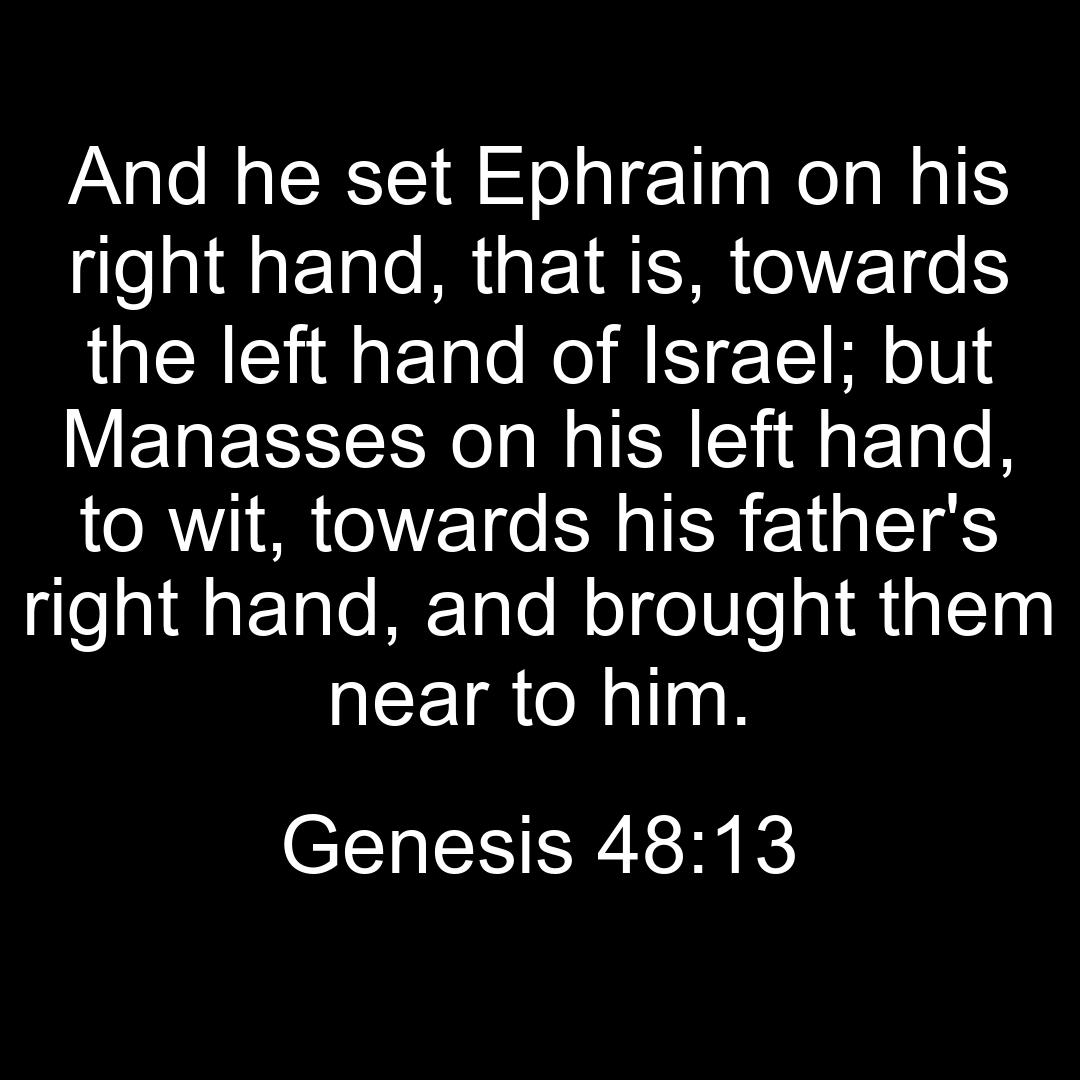 And he set Ephraim on his
right hand, that is, towards
the left hand of Israel; but
Manasses on his left hand,
to wit, towards his father's
right hand, and brought them
near to him.
Genesis 48:13